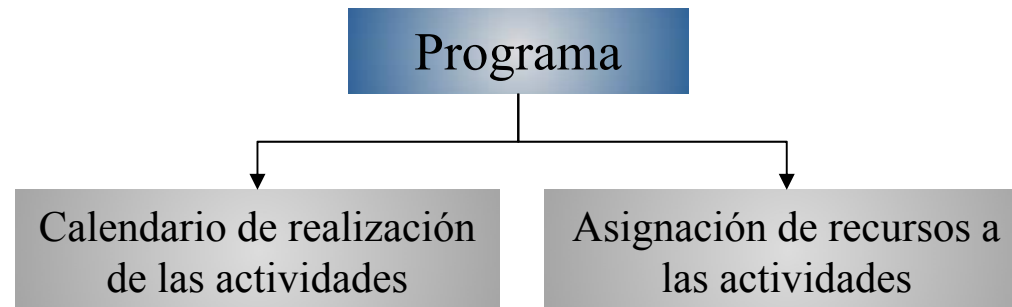 Programa
Calendario de realización
de las actividades
Asignación de recursos a
las actividades